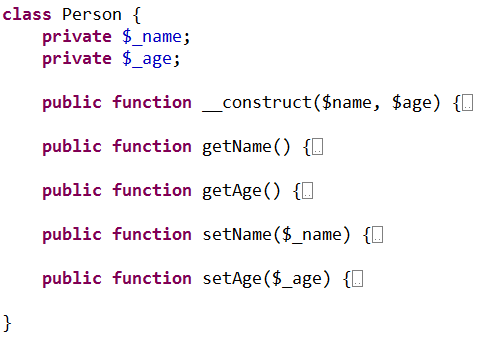 class Person {
    private $_name;
    private $_age;

    public function __construct($name, $age) {..

    public function getName() {..

    public function getAge() {..

    public function setName($_name) {..

    public function setAge($_age) {..

}